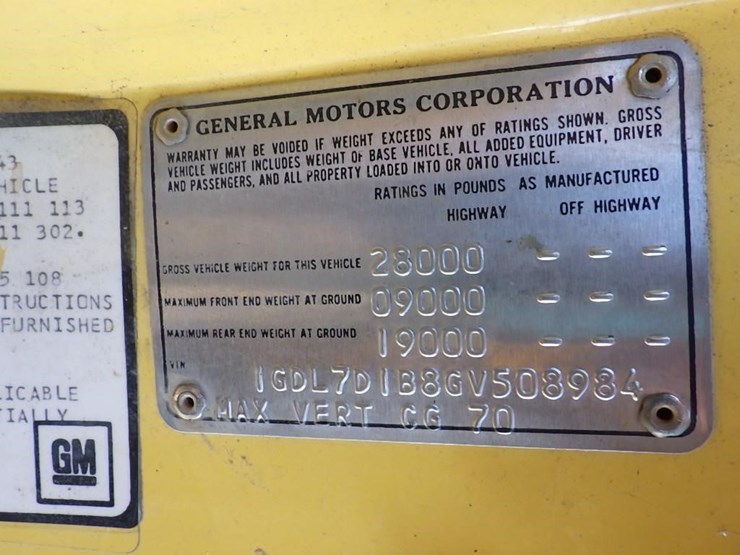 43
HICLE
111 113
11 302.
5 108
TRUCTIONS
FURNISHED
LICABLE
TIALLY
GM
GENERAL MOTORS CORPORATION
WARRANTY MAY BE VOIDED IF WEIGHT EXCEEDS ANY OF RATINGS SHOWN. GROSS
VEHICLE WEIGHT INCLUDES WEIGHT OF BASE VEHICLE, ALL ADDED EQUIPMENT, DRIVER
AND PASSENGERS, AND ALL PROPERTY LOADED INTO OR ONTO VEHICLE.
RATINGS IN POUNDS AS MANUFACTURED
HIGHWAY OFF HIGHWAY
GROSS VEHICLE WEIGHT FOR THIS VEHICLE 28000 - - -
MAXIMUM FRONT END WEIGHT AT GROUND 09000 - - -
MAXIMUM REAR END WEIGHT AT GROUND 19000 - - -
VIN 1GDL7D1B8GV508984
MAX VERT CG 70